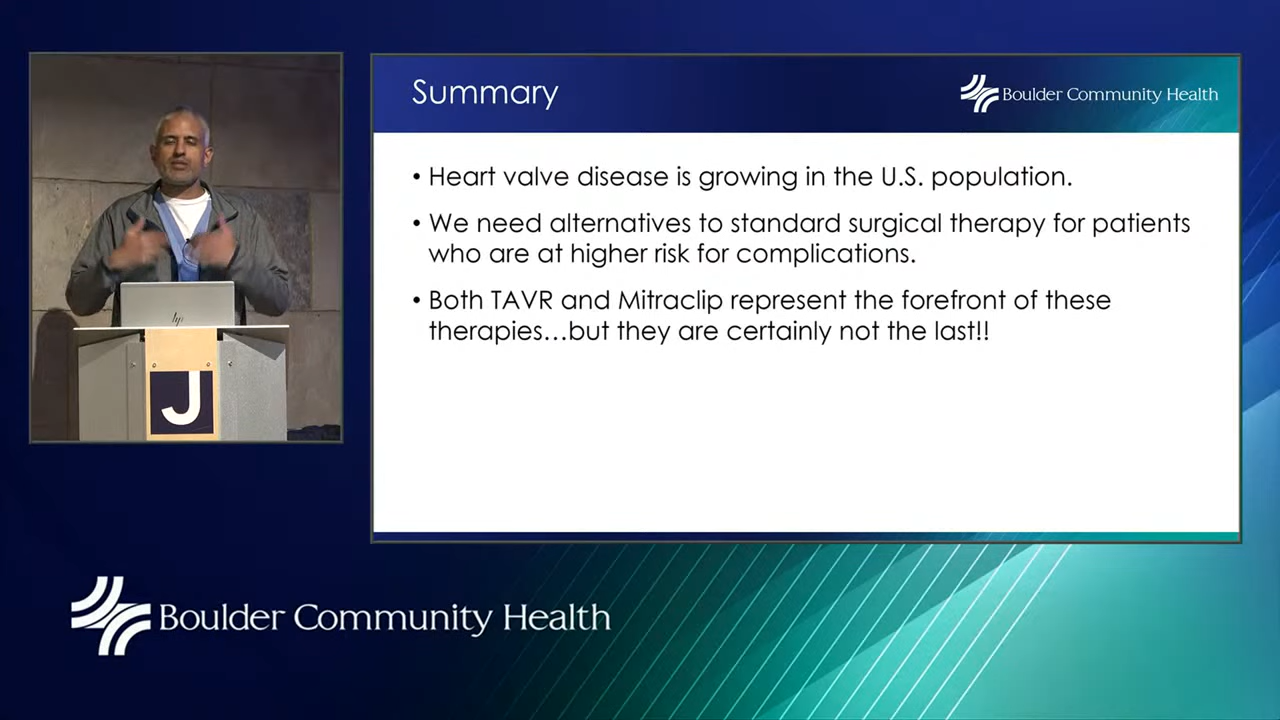 Summary
Boulder Community Health
• Heart valve disease is growing in the U.S. population.
• We need alternatives to standard surgical therapy for patients
who are at higher risk for complications.
• Both TAVR and Mitraclip represent the forefront of these
therapies...but they are certainly not the last!!
hp
J
Boulder Community Health